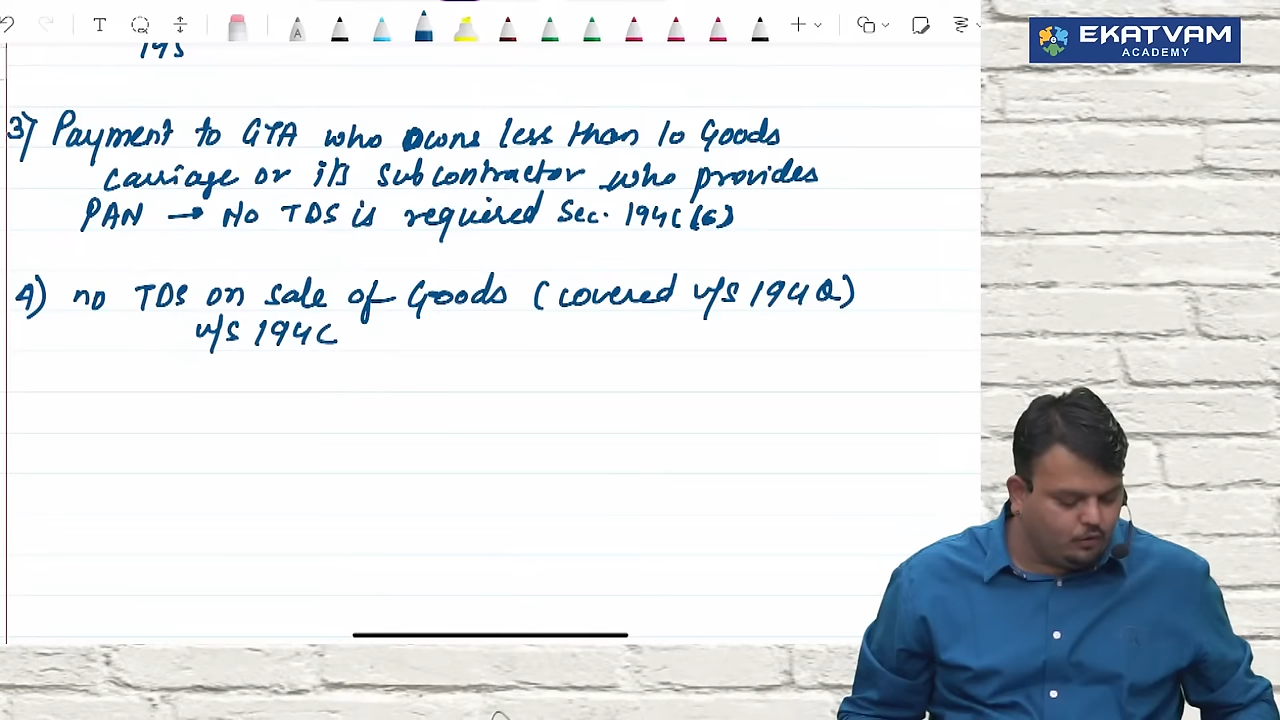 EKATVAM
ACADEMY
195
3) Payment to GTA who owns less than 10 Goods
carriage or its subcontractor who provides
PAN → No TDS is required Sec. 194C(6)
4) no TDS on sale of Goods (covered u/s 194Q)
u/s 194C